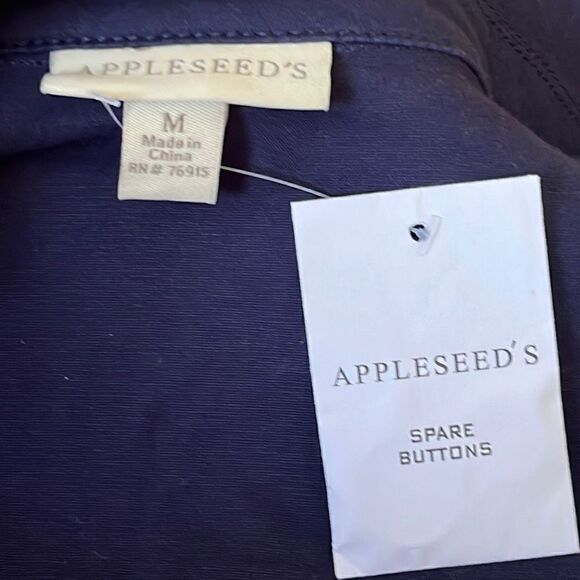 APPLESEED'S
M
Made in
China
RN# 76915
APPLESEED'S
SPARE
BUTTONS